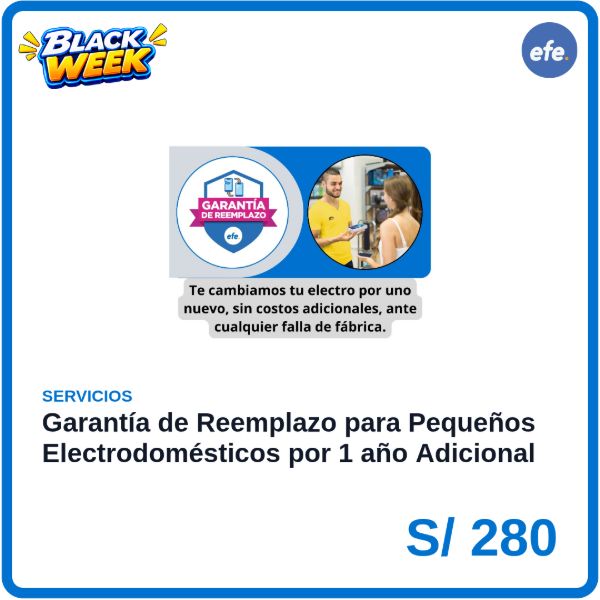 BLACK
WEEK
efe.
GARANTÍA
DE REEMPLAZO
efe.
Te cambiamos tu electro por uno
nuevo, sin costos adicionales, ante
cualquier falla de fábrica.
SERVICIOS
Garantía de Reemplazo para Pequeños
Electrodomésticos por 1 año Adicional
S/ 280